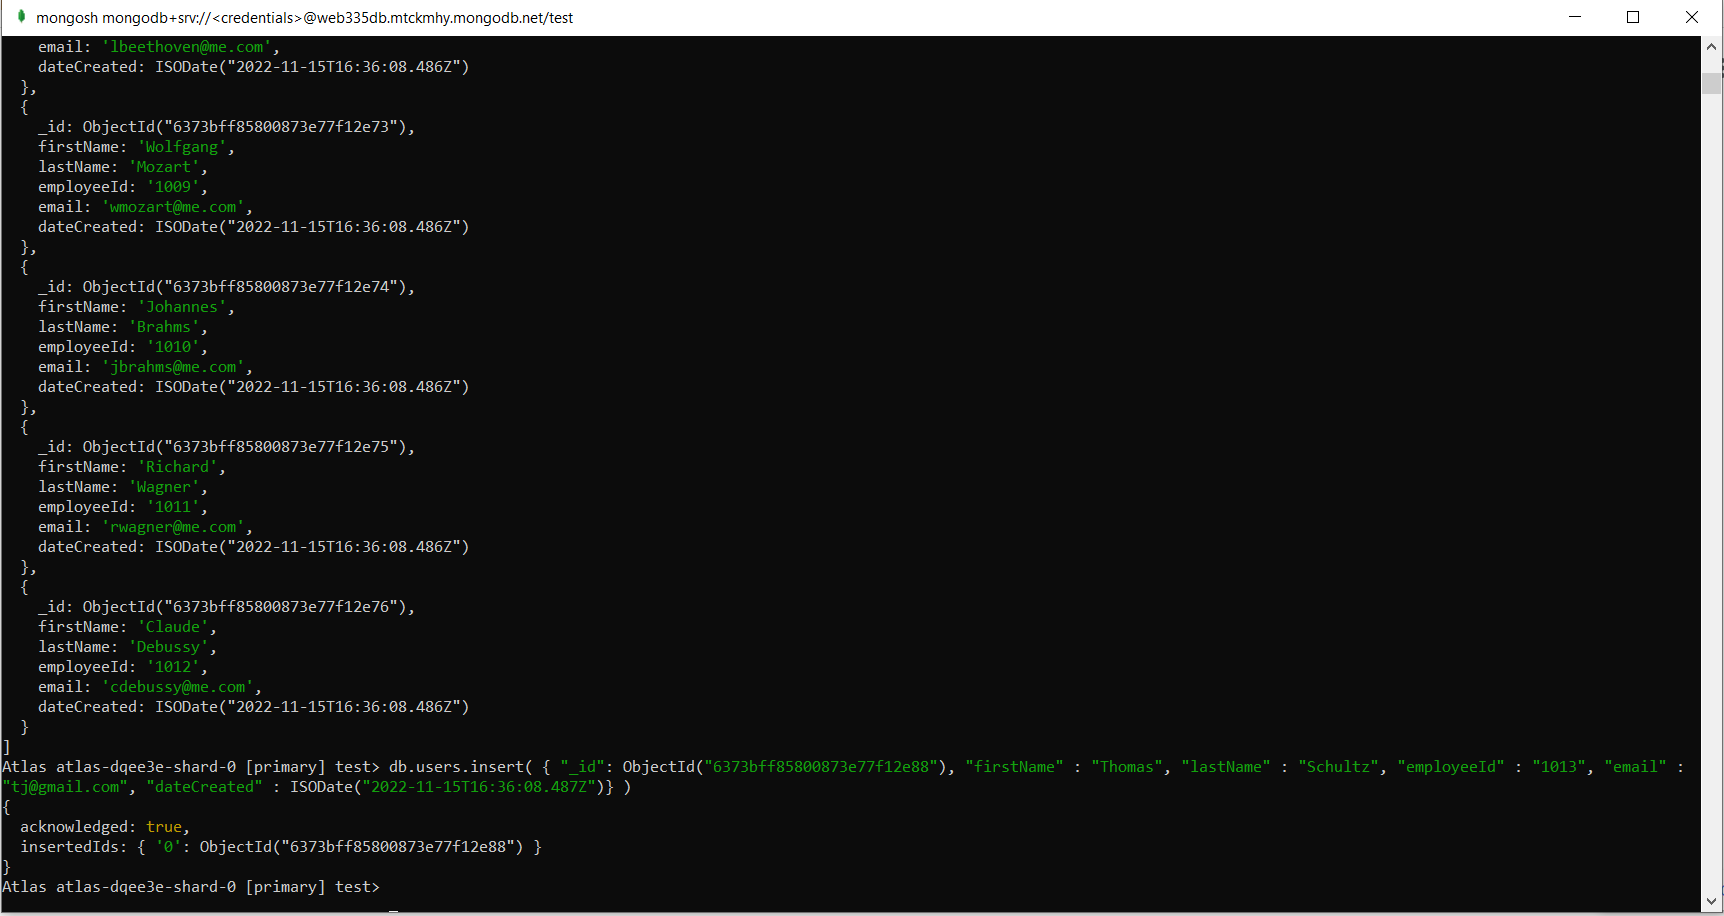 mongosh mongodb+srv://<credentials>@web335db.mtckmhy.mongodb.net/test
email: 'lbeethoven@me.com',
dateCreated: ISODate("2022-11-15T16:36:08.486Z")
},
{
_id: ObjectId("6373bff85800873e77f12e73"),
firstName: 'Wolfgang',
lastName: 'Mozart',
employeeId: '1009',
email: 'wmozart@me.com',
dateCreated: ISODate("2022-11-15T16:36:08.486Z")
},
{
_id: ObjectId("6373bff85800873e77f12e74"),
firstName: 'Johannes',
lastName: 'Brahms',
employeeId: '1010',
email: 'jbrahms@me.com',
dateCreated: ISODate("2022-11-15T16:36:08.486Z")
},
{
_id: ObjectId("6373bff85800873e77f12e75"),
firstName: 'Richard',
lastName: 'Wagner',
employeeId: '1011',
email: 'rwagner@me.com',
dateCreated: ISODate("2022-11-15T16:36:08.486Z")
},
{
_id: ObjectId("6373bff85800873e77f12e76"),
firstName: 'Claude',
lastName: 'Debussy',
employeeId: '1012',
email: 'cdebussy@me.com',
dateCreated: ISODate("2022-11-15T16:36:08.486Z")
}
]
Atlas atlas-dqee3e-shard-0 [primary] test> db.users.insert( { "_id": ObjectId("6373bff85800873e77f12e88"), "firstName" : "Thomas", "lastName" : "Schultz", "employeeId" : "1013", "email" :
"tj@gmail.com", "dateCreated" : ISODate("2022-11-15T16:36:08.487Z")} )
{
acknowledged: true,
insertedIds: { '0': ObjectId("6373bff85800873e77f12e88") }
}
Atlas atlas-dqee3e-shard-0 [primary] test>